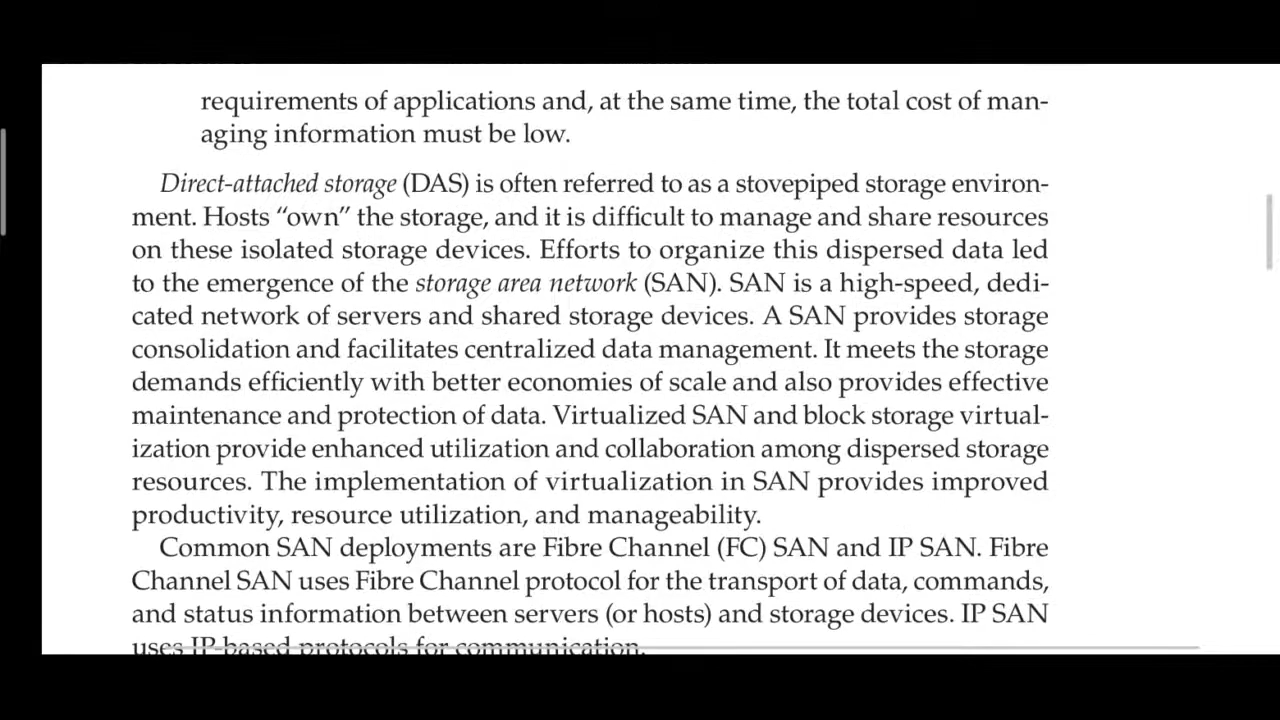 requirements of applications and, at the same time, the total cost of man-
aging information must be low.
Direct-attached storage (DAS) is often referred to as a stovepiped storage environ-
ment. Hosts “own” the storage, and it is difficult to manage and share resources
on these isolated storage devices. Efforts to organize this dispersed data led
to the emergence of the storage area network (SAN). SAN is a high-speed, dedi-
cated network of servers and shared storage devices. A SAN provides storage
consolidation and facilitates centralized data management. It meets the storage
demands efficiently with better economies of scale and also provides effective
maintenance and protection of data. Virtualized SAN and block storage virtual-
ization provide enhanced utilization and collaboration among dispersed storage
resources. The implementation of virtualization in SAN provides improved
productivity, resource utilization, and manageability.
Common SAN deployments are Fibre Channel (FC) SAN and IP SAN. Fibre
Channel SAN uses Fibre Channel protocol for the transport of data, commands,
and status information between servers (or hosts) and storage devices. IP SAN
uses IP-based protocols for communication.